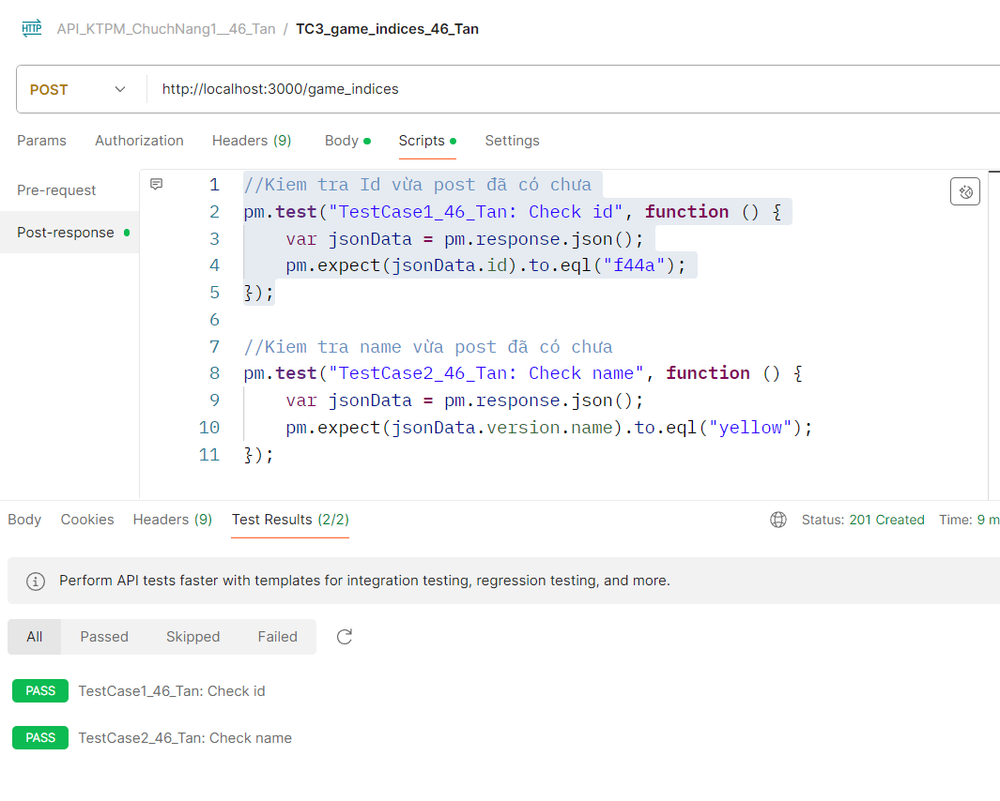 HTTP API_KTPM_ChuchNang1__46_Tan / TC3_game_indices_46_Tan
POST http://localhost:3000/game_indices
Params Authorization Headers (9) Body Scripts Settings
Pre-request
Post-response
1 //Kiem tra Id vừa post đã có chưa
2 pm.test("TestCase1_46_Tan: Check id", function () {
3 var jsonData = pm.response.json();
4 pm.expect(jsonData.id).to.eql("f44a");
5 });
6
7 //Kiem tra name vừa post đã có chưa
8 pm.test("TestCase2_46_Tan: Check name", function () {
9 var jsonData = pm.response.json();
10 pm.expect(jsonData.version.name).to.eql("yellow");
11 });
Body Cookies Headers (9) Test Results (2/2) Status: 201 Created Time: 9 m
Perform API tests faster with templates for integration testing, regression testing, and more.
All Passed Skipped Failed
PASS TestCase1_46_Tan: Check id
PASS TestCase2_46_Tan: Check name